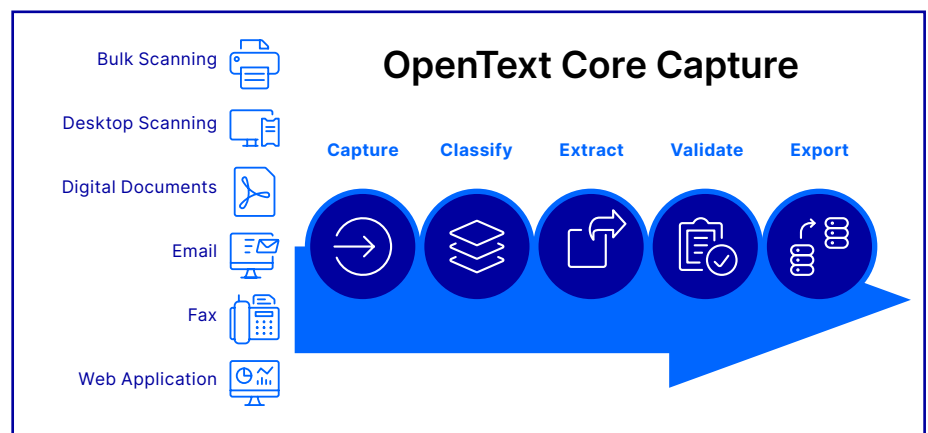 Bulk Scanning
Desktop Scanning
Digital Documents
Email
Fax
Web Application
OpenText Core Capture
Capture
Classify
Extract
Validate
Export